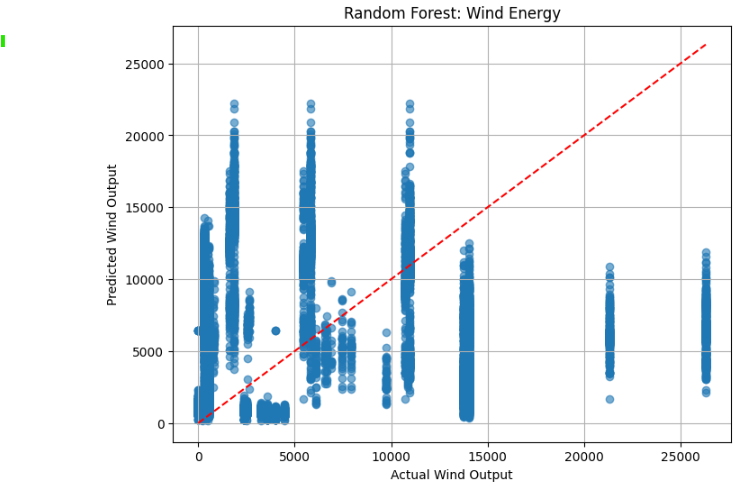 Random Forest: Wind Energy
25000
20000
15000
10000
5000
0
Predicted Wind Output
0 5000 10000 15000 20000 25000
Actual Wind Output